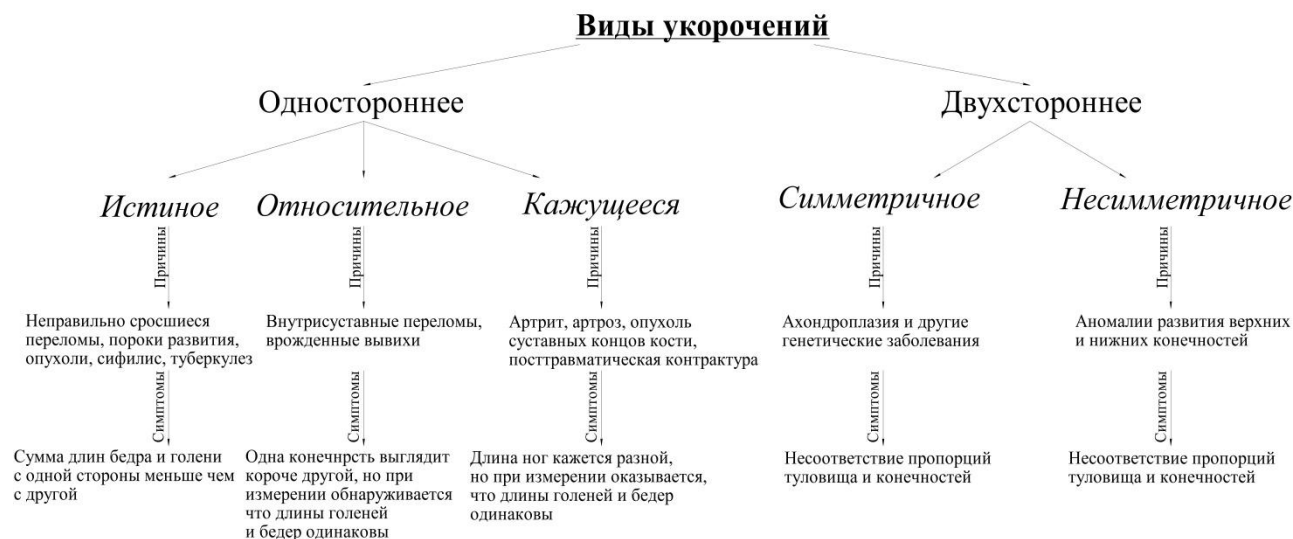 Виды укорочений
Одностороннее
Двухстороннее
Истиное
Относительное
Кажущееся
Симметричное
Несимметричное
Причины
Причины
Причины
Причины
Причины
Неправильно сросшиеся
переломы, пороки развития,
опухоли, сифилис, туберкулез
Внутрисуставные переломы,
врожденные вывихи
Артрит, артроз, опухоль
суставных концов кости,
посттравматическая контрактура
Ахондроплазия и другие
генетические заболевания
Аномалии развития верхних
и нижних конечностей
Симптомы
Симптомы
Симптомы
Симптомы
Симптомы
Сумма длин бедра и голени
с одной стороны меньше чем
с другой
Одна конечнрсть выглядит
короче другой, но при
измерении обнаруживается
что длины голеней
и бедер одинаковы
Длина ног кажется разной,
но при измерении оказывается,
что длины голеней и бедер
одинаковы
Несоответствие пропорций
туловища и конечностей
Несоответствие пропорций
туловища и конечностей